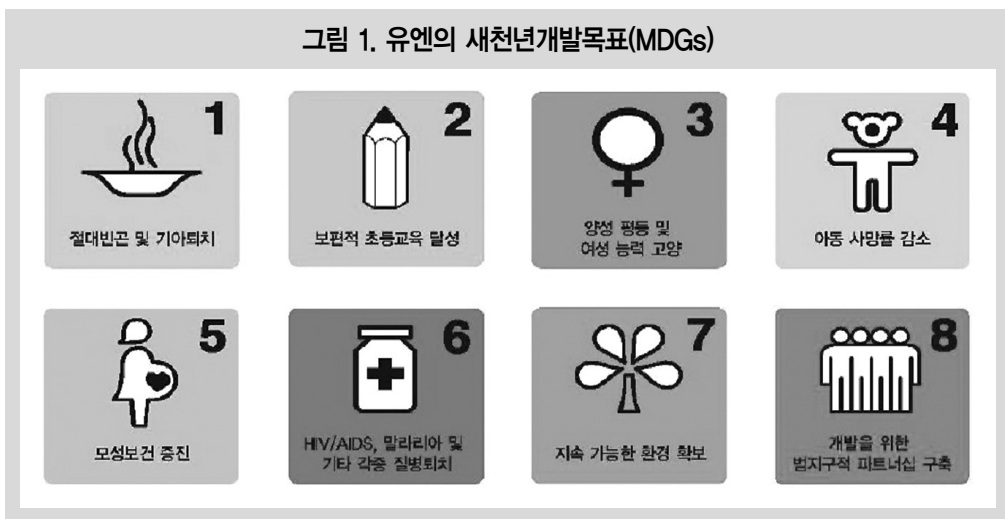 그림 1. 유엔의 새천년개발목표(MDGs)
1
절대빈곤 및 기아퇴치
2
보편적 초등교육 달성
3
양성 평등 및
여성 능력 고양
4
아동 사망률 감소
5
모성보건 증진
6
HIV/AIDS, 말라리아 및
기타 각종 질병퇴치
7
지속 가능한 환경 확보
8
개발을 위한
범지구적 파트너십 구축